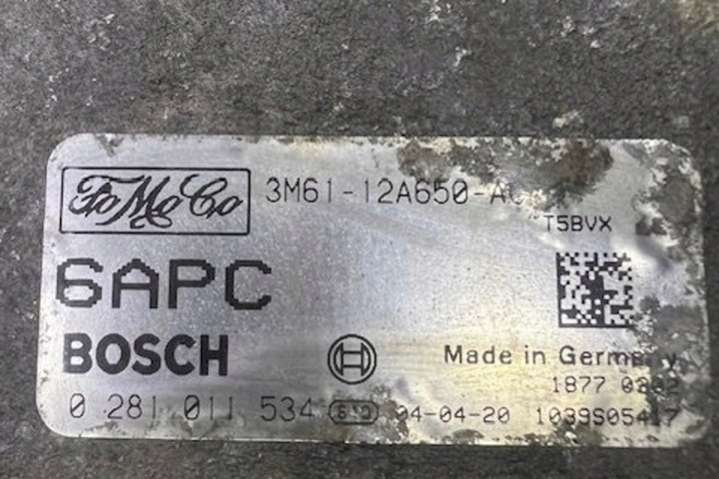 FoMoCo 3M61-12A650-
T5BVX
6APC
BOSCH
Made in Germany
1877
0 281 011 534 04-04-20